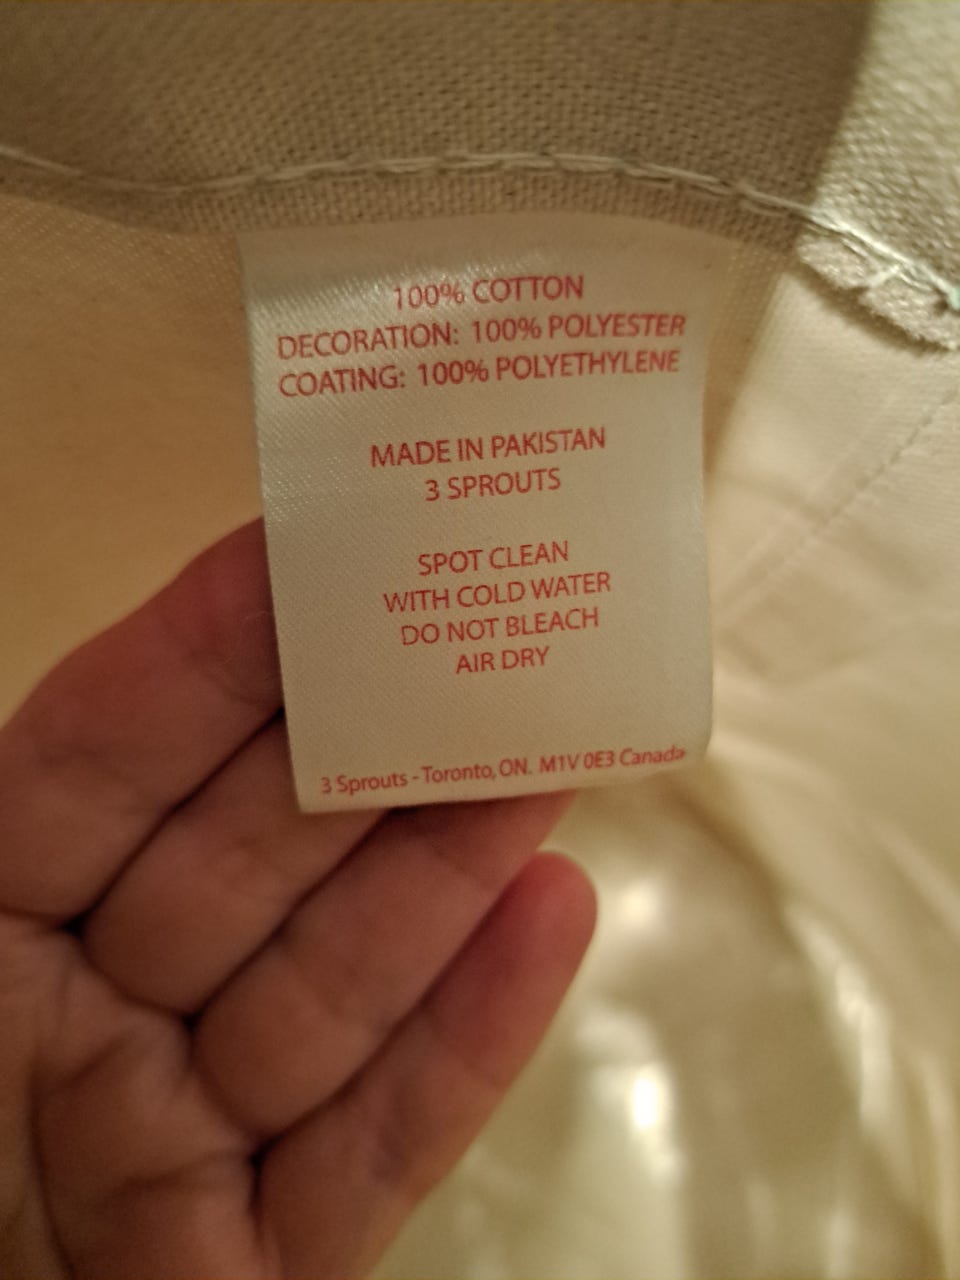 100% COTTON
DECORATION: 100% POLYESTER
COATING: 100% POLYETHYLENE
MADE IN PAKISTAN
3 SPROUTS
SPOT CLEAN
WITH COLD WATER
DO NOT BLEACH
AIR DRY
3 Sprouts - Toronto, ON. M1V 0E3 Canada